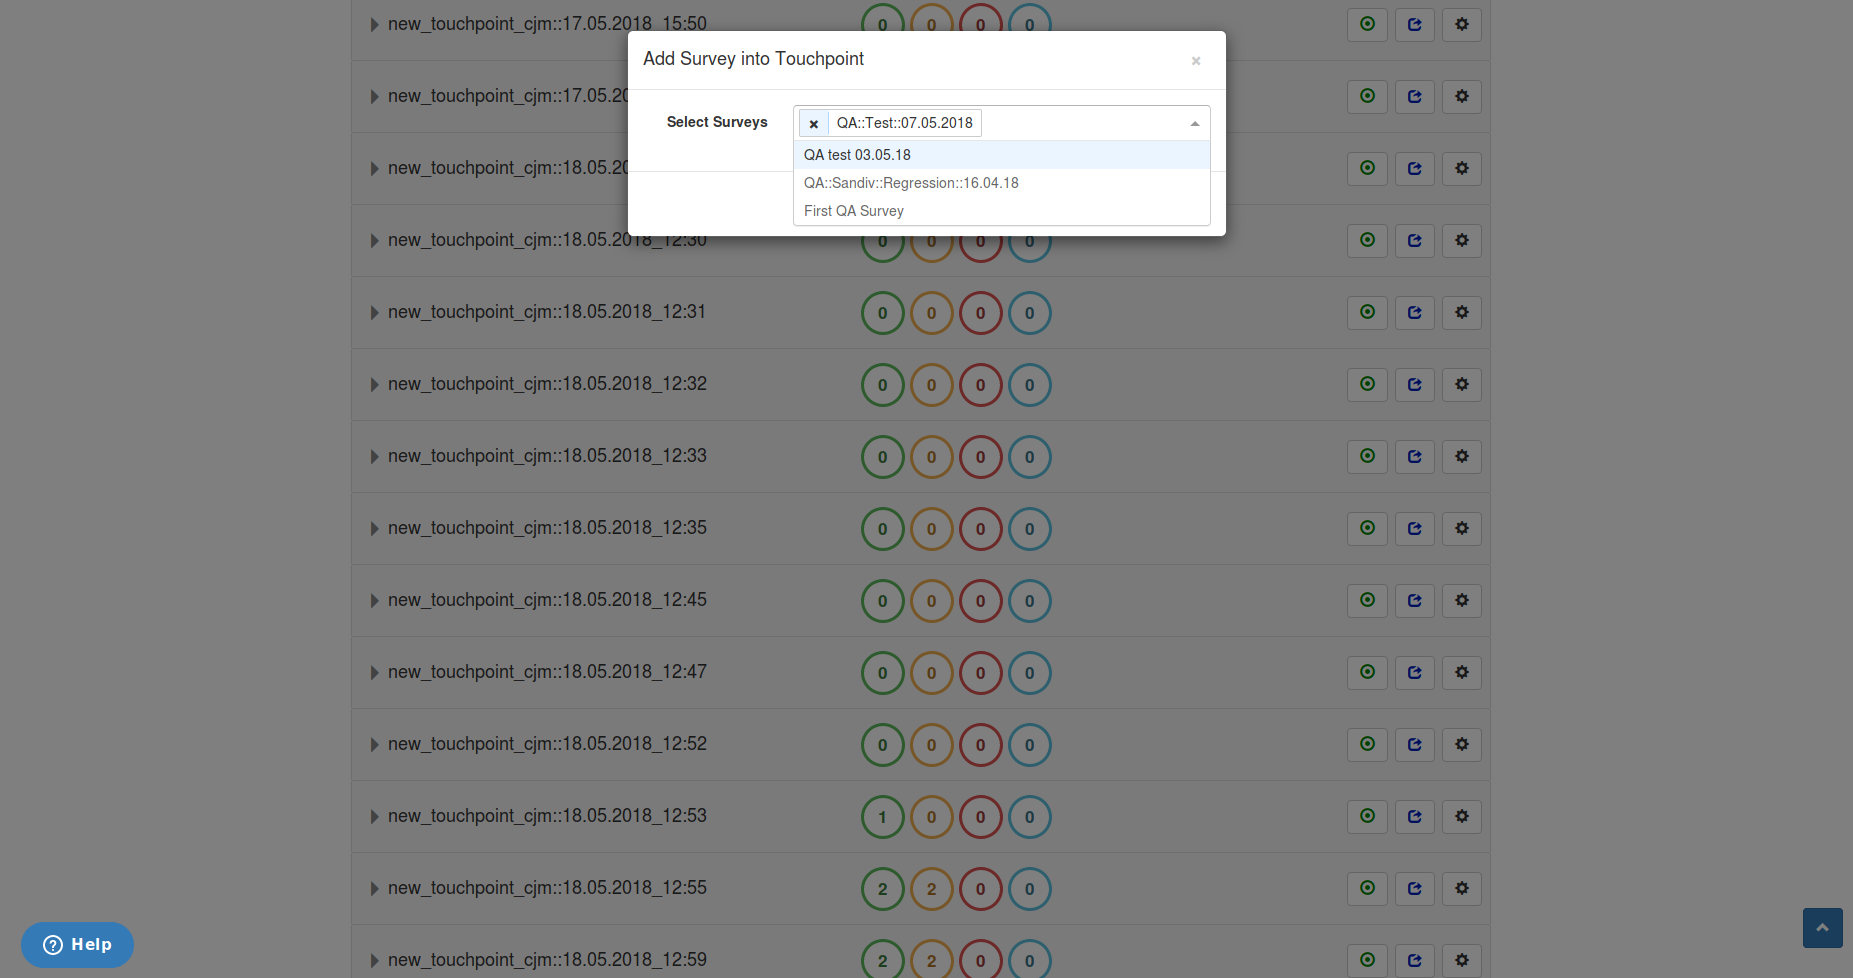 new_touchpoint_cjm::17.05.2018_15:50 0 0 0 0
Add Survey into Touchpoint ×
new_touchpoint_cjm::17.05.20
Select Surveys × QA::Test::07.05.2018
QA test 03.05.18
new_touchpoint_cjm::18.05.20
QA::Sandiv::Regression::16.04.18
First QA Survey
new_touchpoint_cjm::18.05.2018_12:30 0 0 0 0
new_touchpoint_cjm::18.05.2018_12:31 0 0 0 0
new_touchpoint_cjm::18.05.2018_12:32 0 0 0 0
new_touchpoint_cjm::18.05.2018_12:33 0 0 0 0
new_touchpoint_cjm::18.05.2018_12:35 0 0 0 0
new_touchpoint_cjm::18.05.2018_12:45 0 0 0 0
new_touchpoint_cjm::18.05.2018_12:47 0 0 0 0
new_touchpoint_cjm::18.05.2018_12:52 0 0 0 0
new_touchpoint_cjm::18.05.2018_12:53 1 0 0 0
new_touchpoint_cjm::18.05.2018_12:55 2 2 0 0
Help
new_touchpoint_cjm::18.05.2018_12:59 2 2 0 0